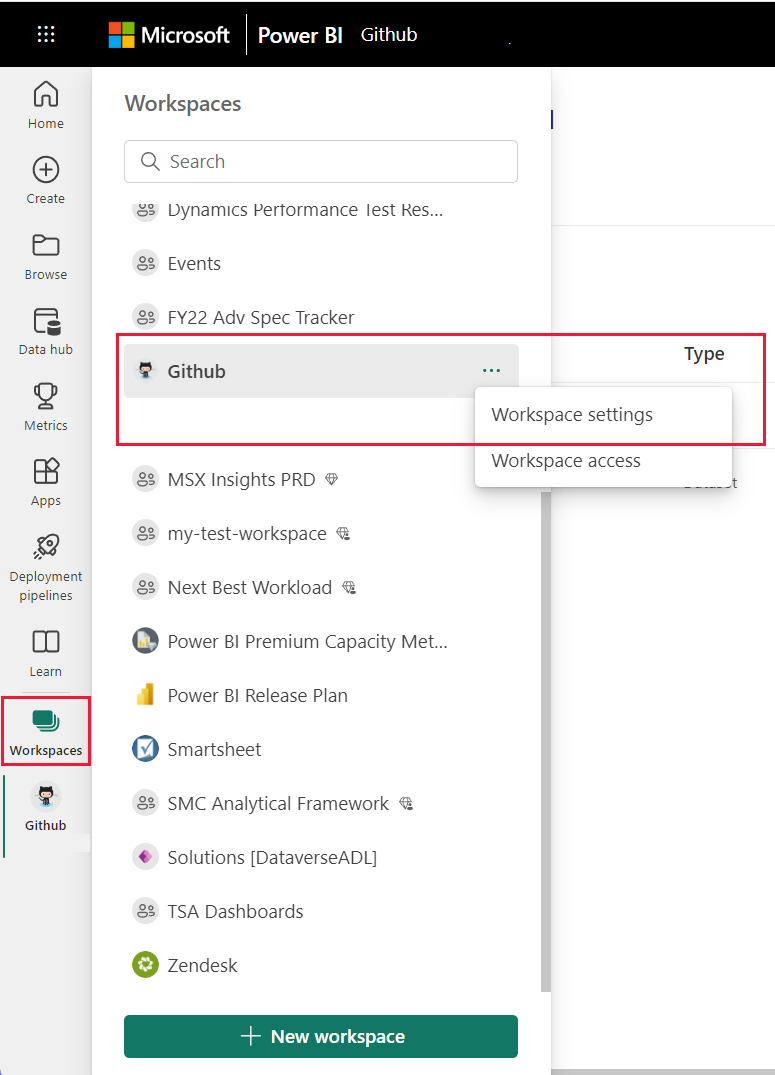 Microsoft Power BI Github
Home
Create
Browse
Data hub
Metrics
Apps
Deployment
pipelines
Learn
Workspaces
Github
Workspaces
Search
Dynamics Performance Test Res...
Events
FY22 Adv Spec Tracker
Github
...
Workspace settings
Workspace access
MSX Insights PRD
my-test-workspace
Next Best Workload
Power BI Premium Capacity Met...
Power BI Release Plan
Smartsheet
SMC Analytical Framework
Solutions [DataverseADL]
TSA Dashboards
Zendesk
New workspace
Type